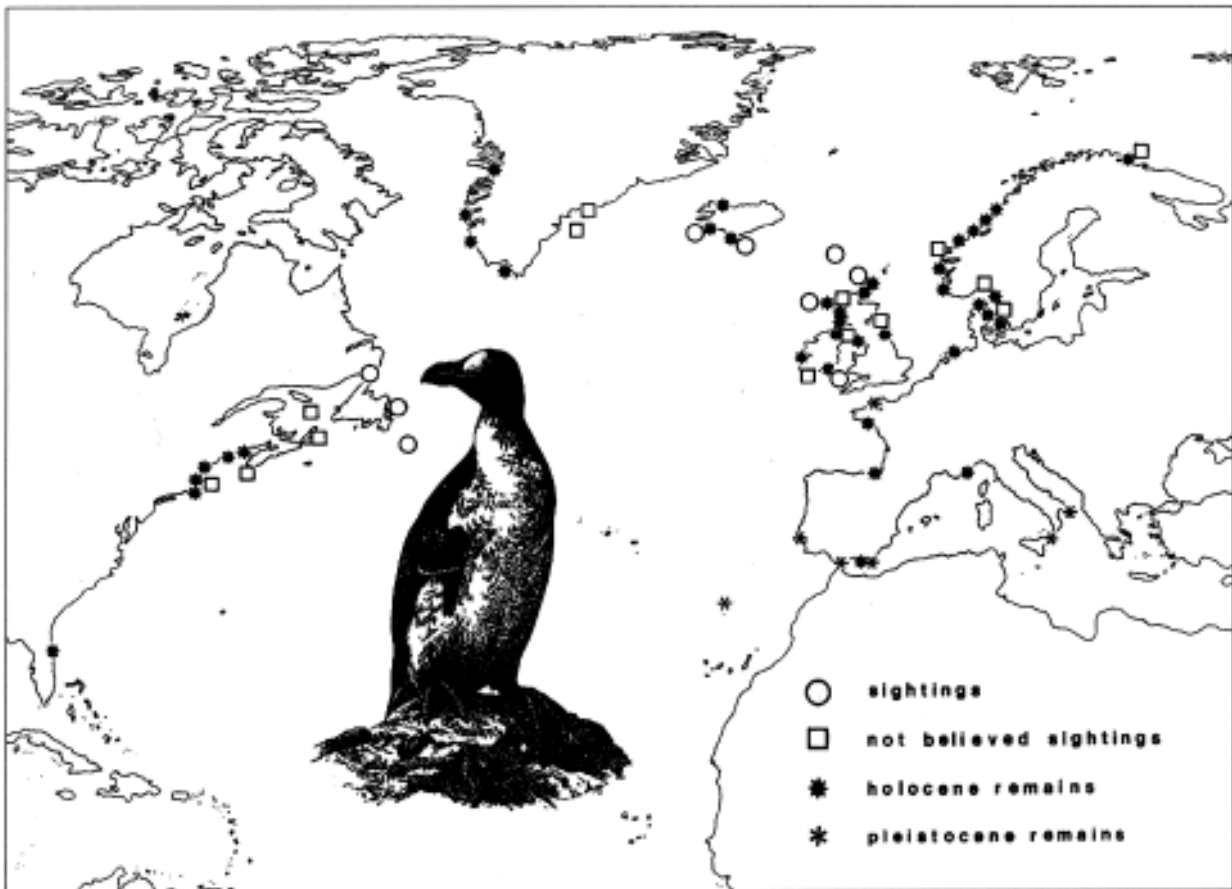 sightings
not believed sightings
holocene remains
pleistocene remains